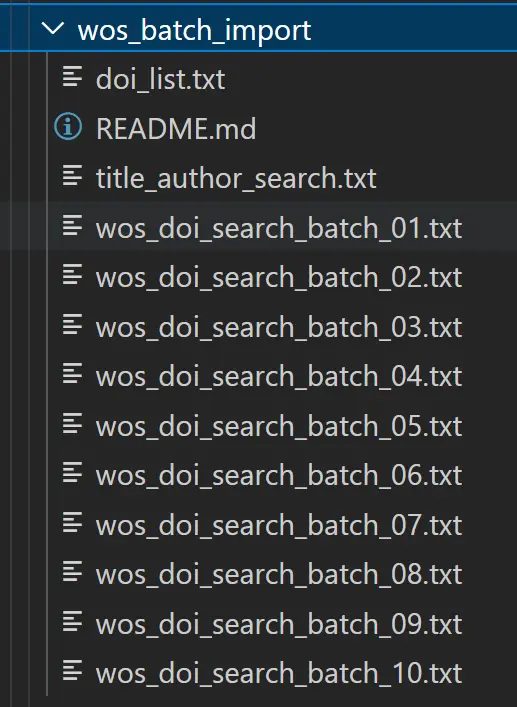 wos_batch_import
doi_list.txt
README.md
title_author_search.txt
wos_doi_search_batch_01.txt
wos_doi_search_batch_02.txt
wos_doi_search_batch_03.txt
wos_doi_search_batch_04.txt
wos_doi_search_batch_05.txt
wos_doi_search_batch_06.txt
wos_doi_search_batch_07.txt
wos_doi_search_batch_08.txt
wos_doi_search_batch_09.txt
wos_doi_search_batch_10.txt